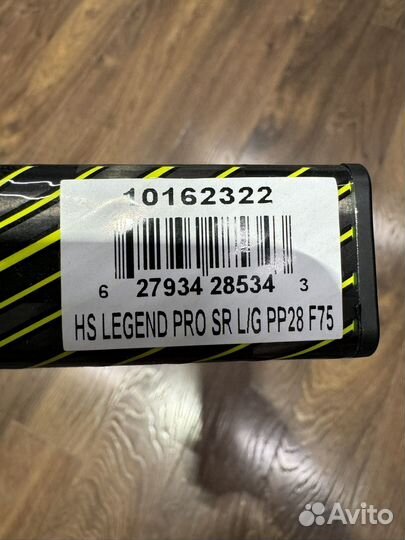 10162322
6 27934 28534 3
HS LEGEND PRO SR L/G PP28 F75
Avito